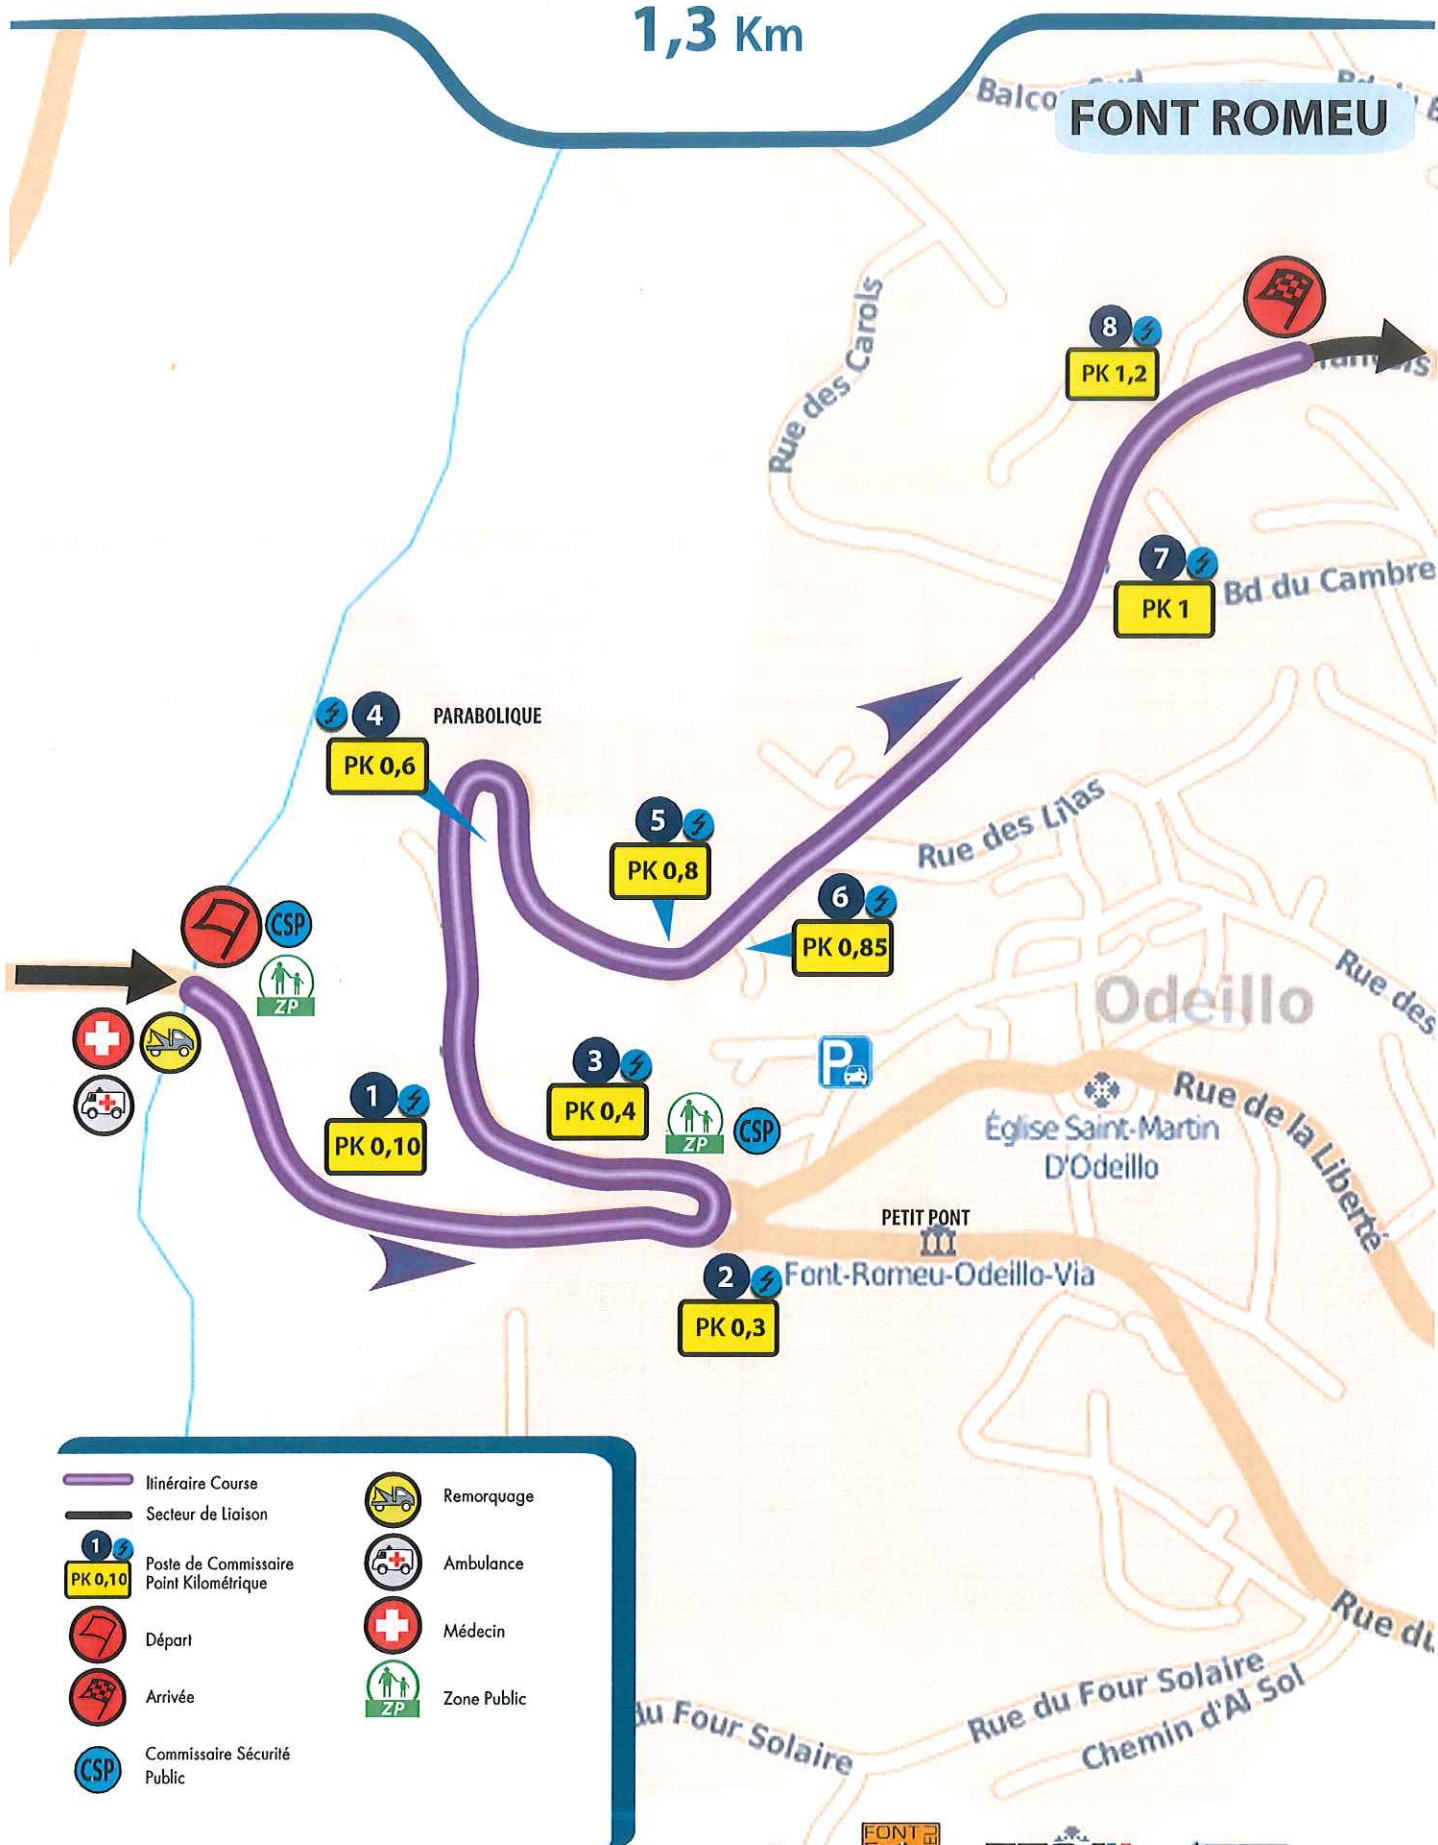 1,3 Km
Balco
FONT ROMEU
Rue des Carols
8
PK 1,2
7
PK 1
Bd du Cambre
4
PARABOLIQUE
PK 0,6
5
PK 0,8
Rue des Lilas
6
PK 0,85
CSP
ZP
Odeillo
Rue des
P
3
PK 0,4
ZP
CSP
1
PK 0,10
Rue de la Liberté
Église Saint-Martin
D'Odeillo
PETIT PONT
2
Font-Romeu-Odeillo-Via
PK 0,3
Itinéraire Course
Secteur de Liaison
1
PK 0,10
Poste de Commissaire
Point Kilométrique
Départ
Arrivée
CSP
Commissaire Sécurité
Public
Remorquage
Ambulance
Médecin
ZP
Zone Public
Rue du
du Four Solaire
Rue du Four Solaire
Chemin d'Al Sol
FONT